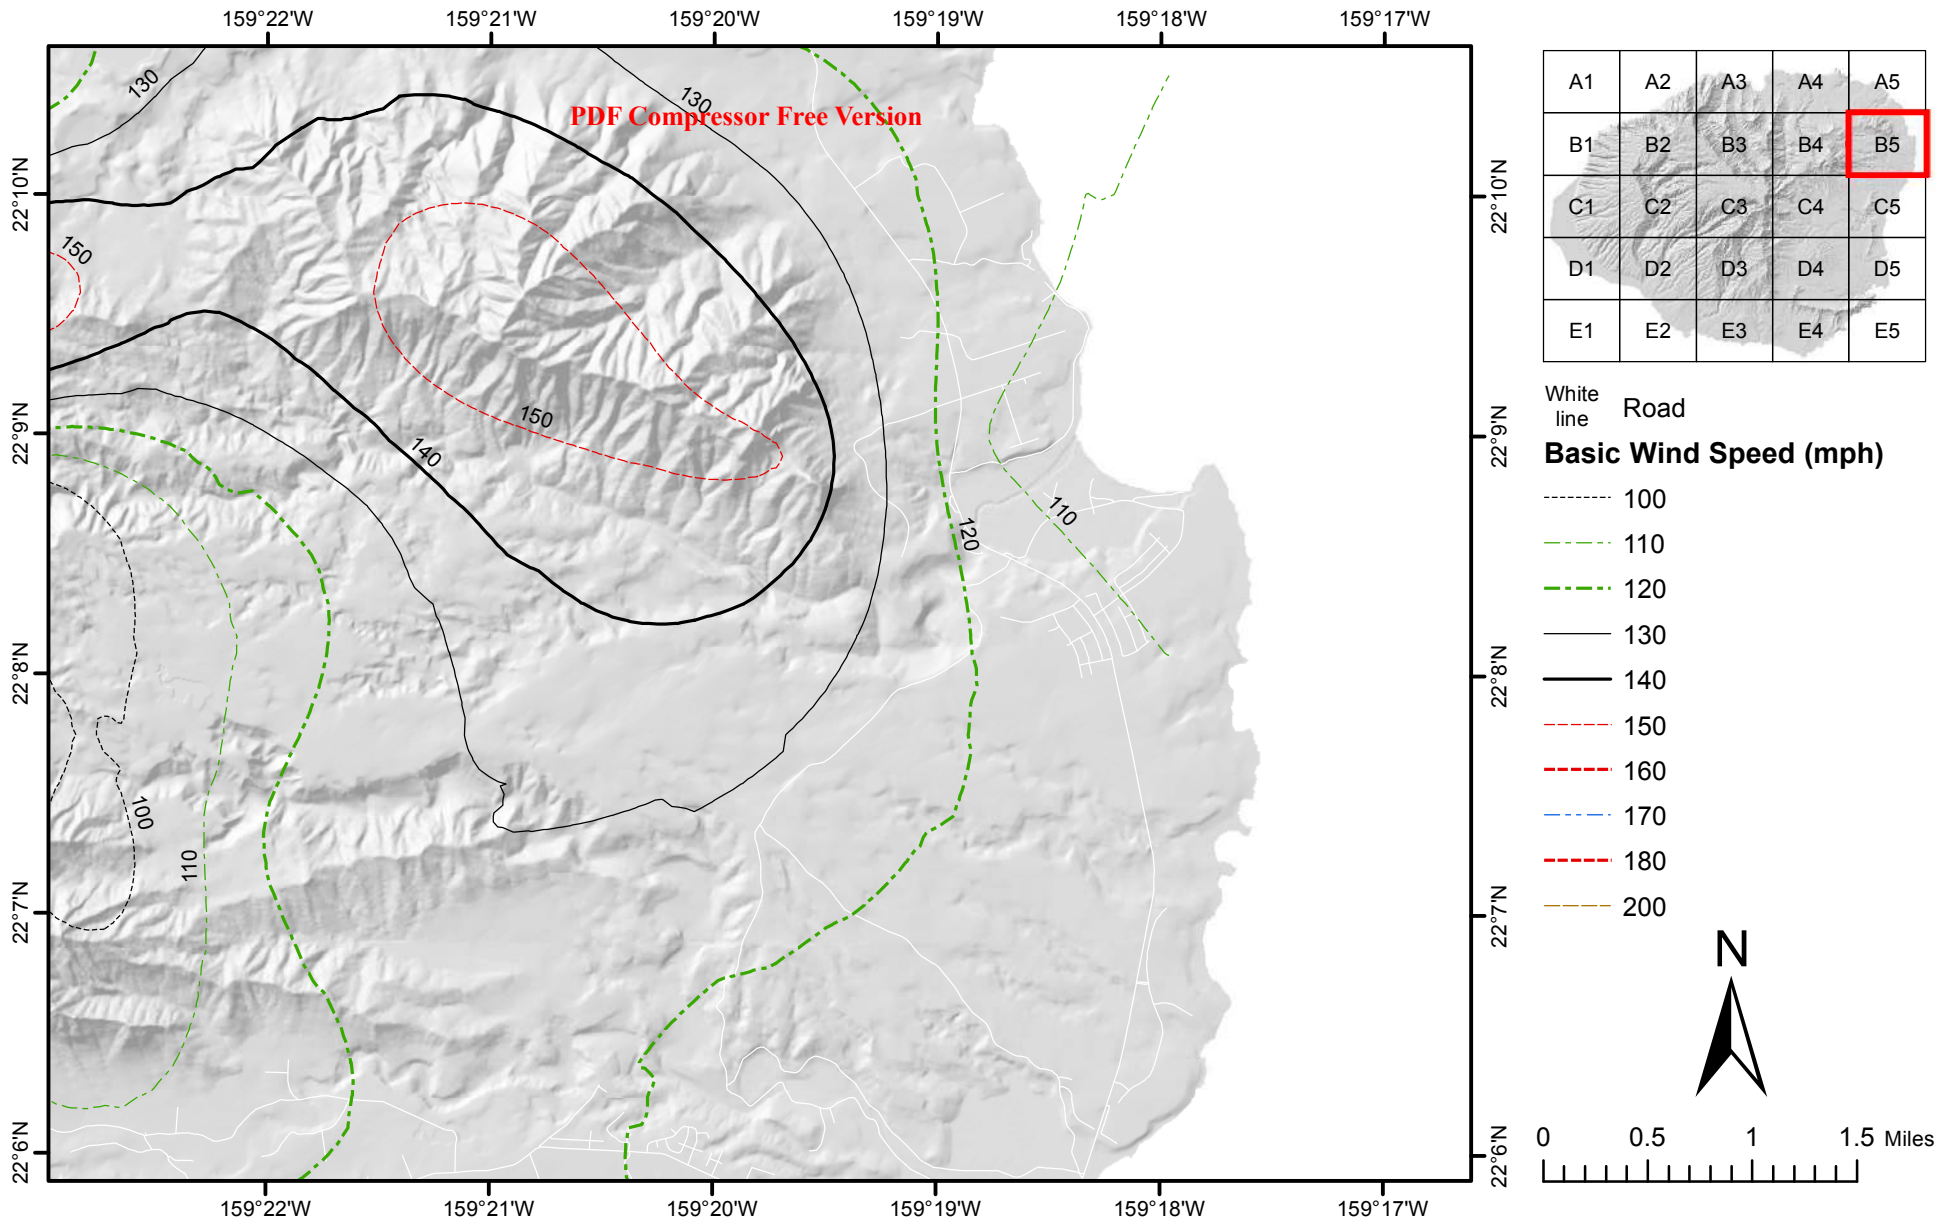 159°22'W 159°21'W 159°20'W 159°19'W 159°18'W 159°17'W
130
130
PDF Compressor Free Version
22°10'N
22°10'N
150
150
140
22°9'N
22°9'N
110
120
22°8'N
22°8'N
100
110
22°7'N
22°7'N
22°6'N
22°6'N
159°22'W 159°21'W 159°20'W 159°19'W 159°18'W 159°17'W
A1 A2 A3 A4 A5
B1 B2 B3 B4 B5
C1 C2 C3 C4 C5
D1 D2 D3 D4 D5
E1 E2 E3 E4 E5
White
line
Road
Basic Wind Speed (mph)
100
110
120
130
140
150
160
170
180
200
N
0 0.5 1 1.5 Miles